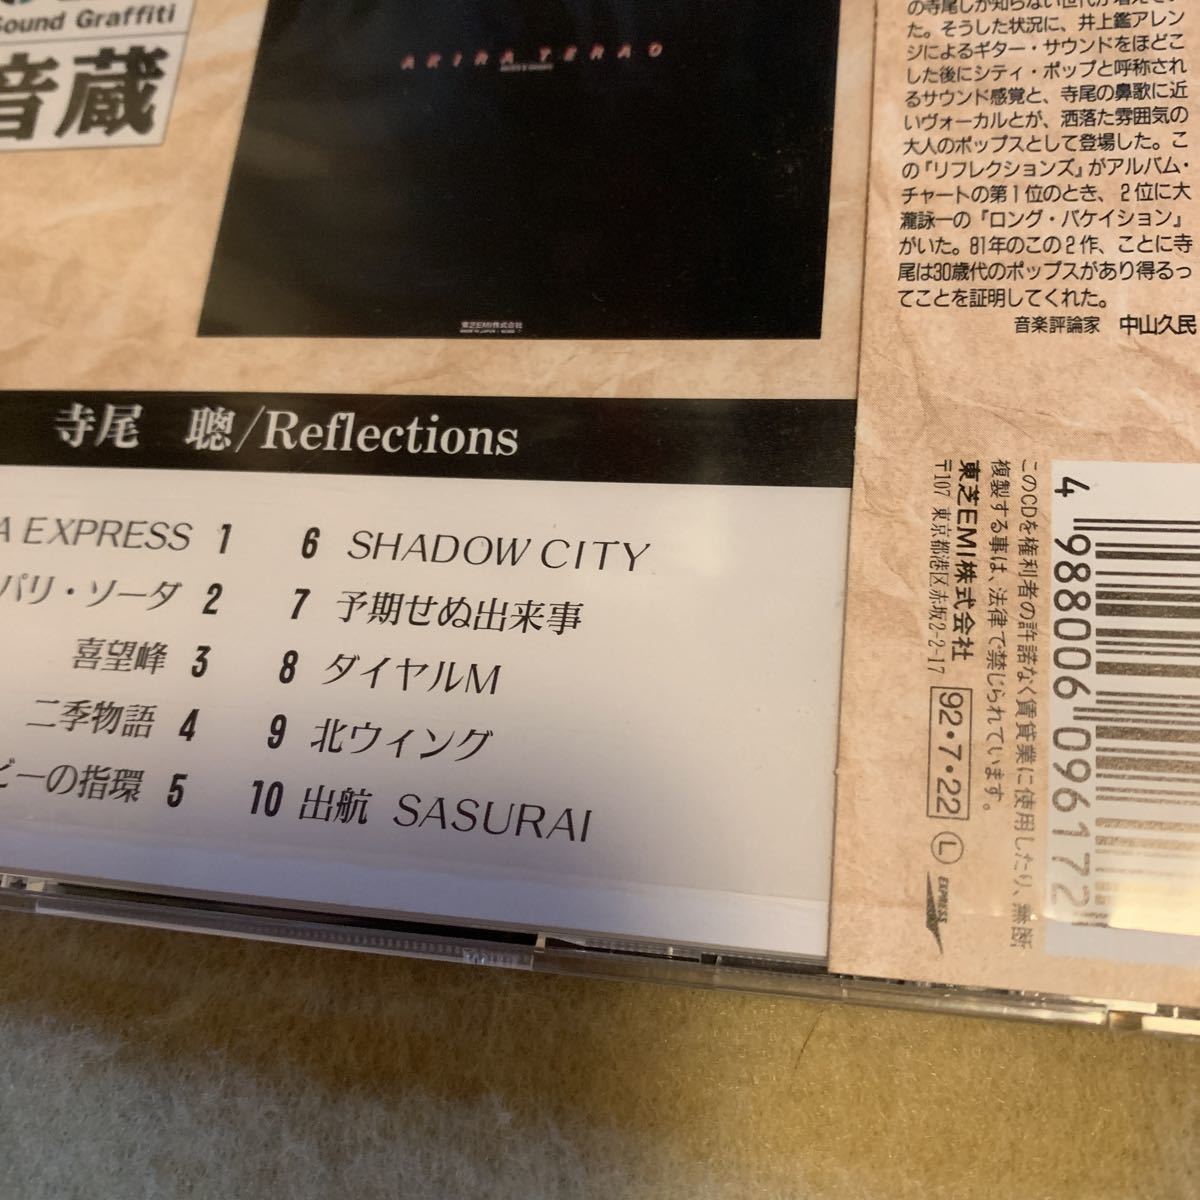 Sound Graffiti
音蔵
AKIRA TERAO
東芝EMI株式会社
寺尾 聰/Reflections
A EXPRESS 1
パリ・ソーダ 2
喜望峰 3
二季物語 4
ビーの指環 5
6 SHADOW CITY
7 予期せぬ出来事
8 ダイヤルM
9 北ウィング
10 出航 SASURAI
の寺尾しか知らない世代が増えてい
た。そうした状況に、井上鑑アレン
ジによるギター・サウンドをほどこ
した後にシティ・ポップと呼称され
るサウンド感覚と、寺尾の鼻歌に近
いヴォーカルとが、洒落た雰囲気の
大人のポップスとして登場した。こ
の『リフレクションズ』がアルバム・
チャートの第1位のとき、2位に大
瀧詠一の『ロング・バケイション』
がいた。81年のこの2作、ことに寺
尾は30歳代のポップスがあり得るっ
てことを証明してくれた。
音楽評論家 中山久民
このCDを権利者の許諾なく賃貸業に使用したり、無断
複製する事は、法律で禁じられています。
東芝EMI株式会社
〒107 東京都港区赤坂2-2-17
92・7・22
L
EXPRESS
4 988006 096172